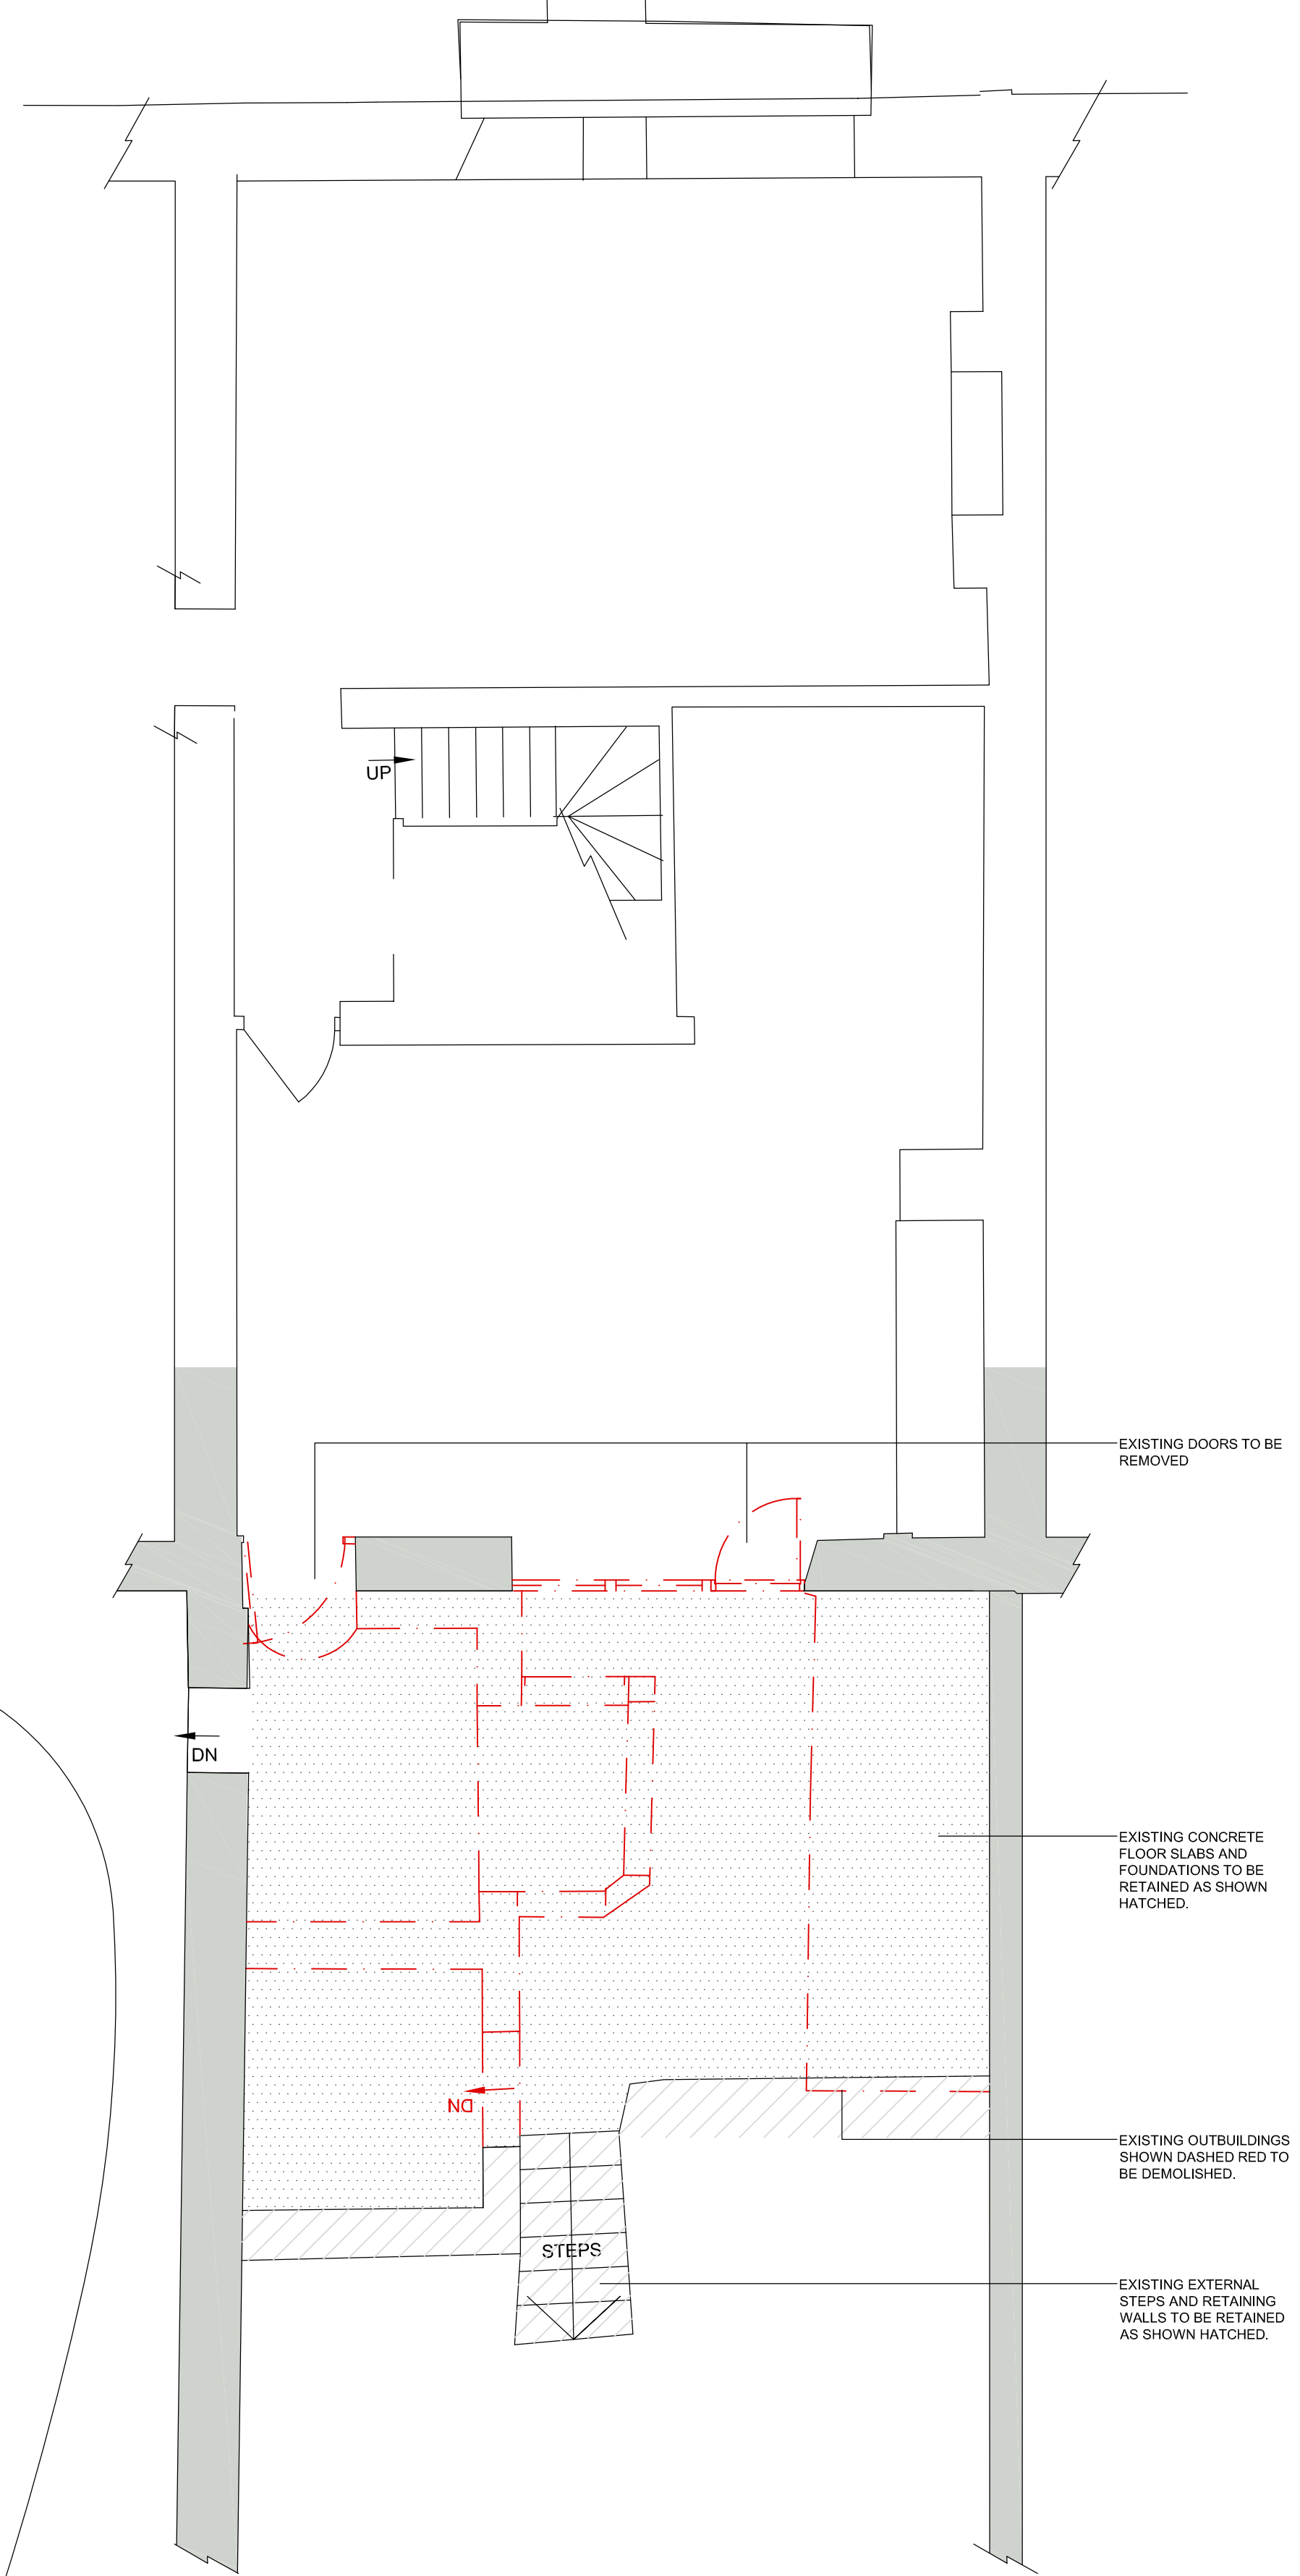 UP
EXISTING DOORS TO BE
REMOVED
DN
EXISTING CONCRETE
FLOOR SLABS AND
FOUNDATIONS TO BE
RETAINED AS SHOWN
HATCHED.
DN
EXISTING OUTBUILDINGS
SHOWN DASHED RED TO
BE DEMOLISHED.
STEPS
EXISTING EXTERNAL
STEPS AND RETAINING
WALLS TO BE RETAINED
AS SHOWN HATCHED.